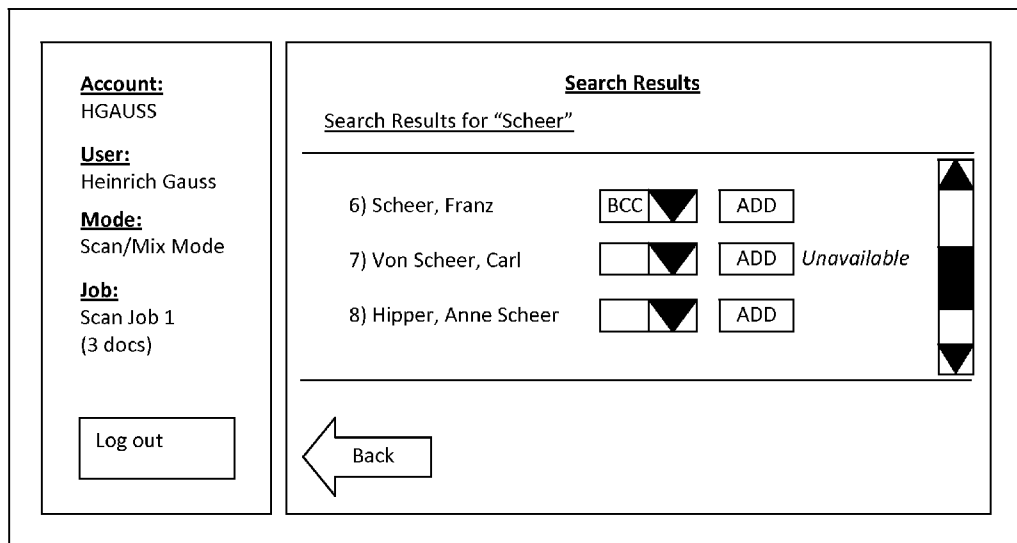 Account:
HGAUSS
User:
Heinrich Gauss
Mode:
Scan/Mix Mode
Job:
Scan Job 1
(3 docs)
Log out
Search Results
Search Results for “Scheer”
6) Scheer, Franz BCC ADD
7) Von Scheer, Carl ADD Unavailable
8) Hipper, Anne Scheer ADD
Back